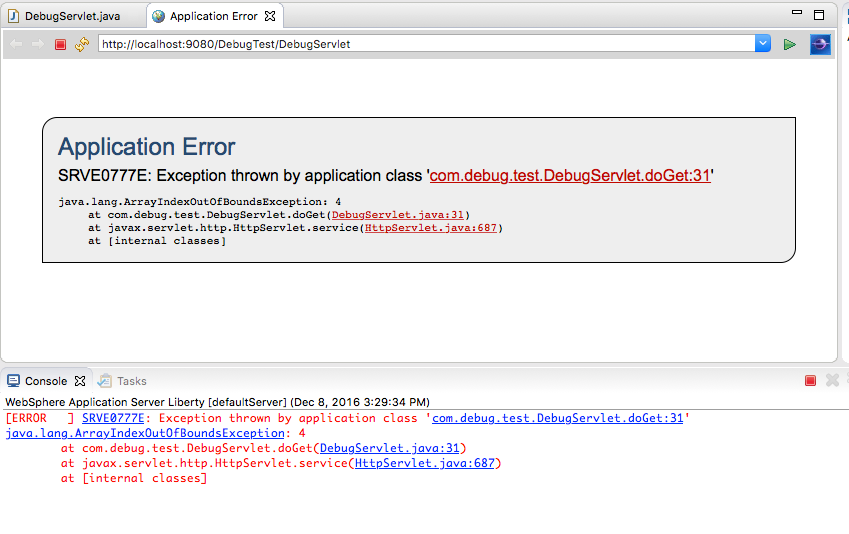 DebugServlet.java
Application Error
http://localhost:9080/DebugTest/DebugServlet
Application Error
SRVE0777E: Exception thrown by application class 'com.debug.test.DebugServlet.doGet:31'
java.lang.ArrayIndexOutOfBoundsException: 4
at com.debug.test.DebugServlet.doGet(DebugServlet.java:31)
at javax.servlet.http.HttpServlet.service(HttpServlet.java:687)
at [internal classes]
Console
Tasks
WebSphere Application Server Liberty [defaultServer] (Dec 8, 2016 3:29:34 PM)
[ERROR   ] SRVE0777E: Exception thrown by application class 'com.debug.test.DebugServlet.doGet:31'
java.lang.ArrayIndexOutOfBoundsException: 4
at com.debug.test.DebugServlet.doGet(DebugServlet.java:31)
at javax.servlet.http.HttpServlet.service(HttpServlet.java:687)
at [internal classes]